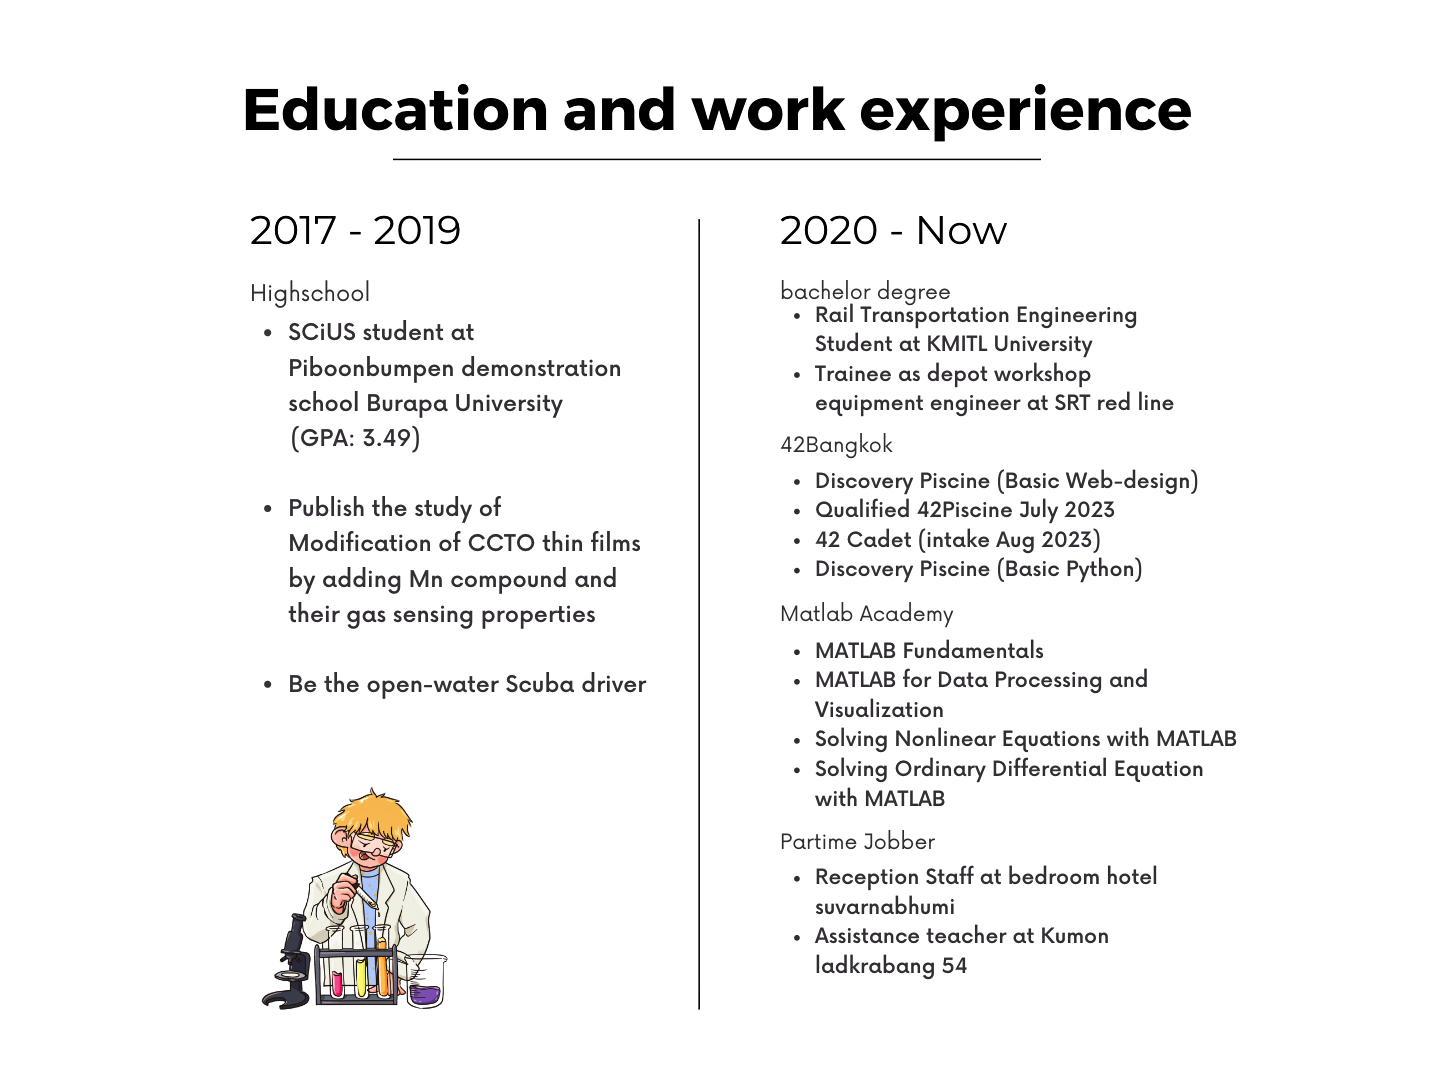 Education and work experience
2017 - 2019
Highschool
• SCiUS student at
Piboonbumpen demonstration
school Burapa University
(GPA: 3.49)
• Publish the study of
Modification of CCTO thin films
by adding Mn compound and
their gas sensing properties
• Be the open-water Scuba driver
2020 - Now
bachelor degree
• Rail Transportation Engineering
Student at KMITL University
• Trainee as depot workshop
equipment engineer at SRT red line
42Bangkok
• Discovery Piscine (Basic Web-design)
• Qualified 42Piscine July 2023
• 42 Cadet (intake Aug 2023)
• Discovery Piscine (Basic Python)
Matlab Academy
• MATLAB Fundamentals
• MATLAB for Data Processing and
Visualization
• Solving Nonlinear Equations with MATLAB
• Solving Ordinary Differential Equation
with MATLAB
Partime Jobber
• Reception Staff at bedroom hotel
suvarnabhumi
• Assistance teacher at Kumon
ladkrabang 54